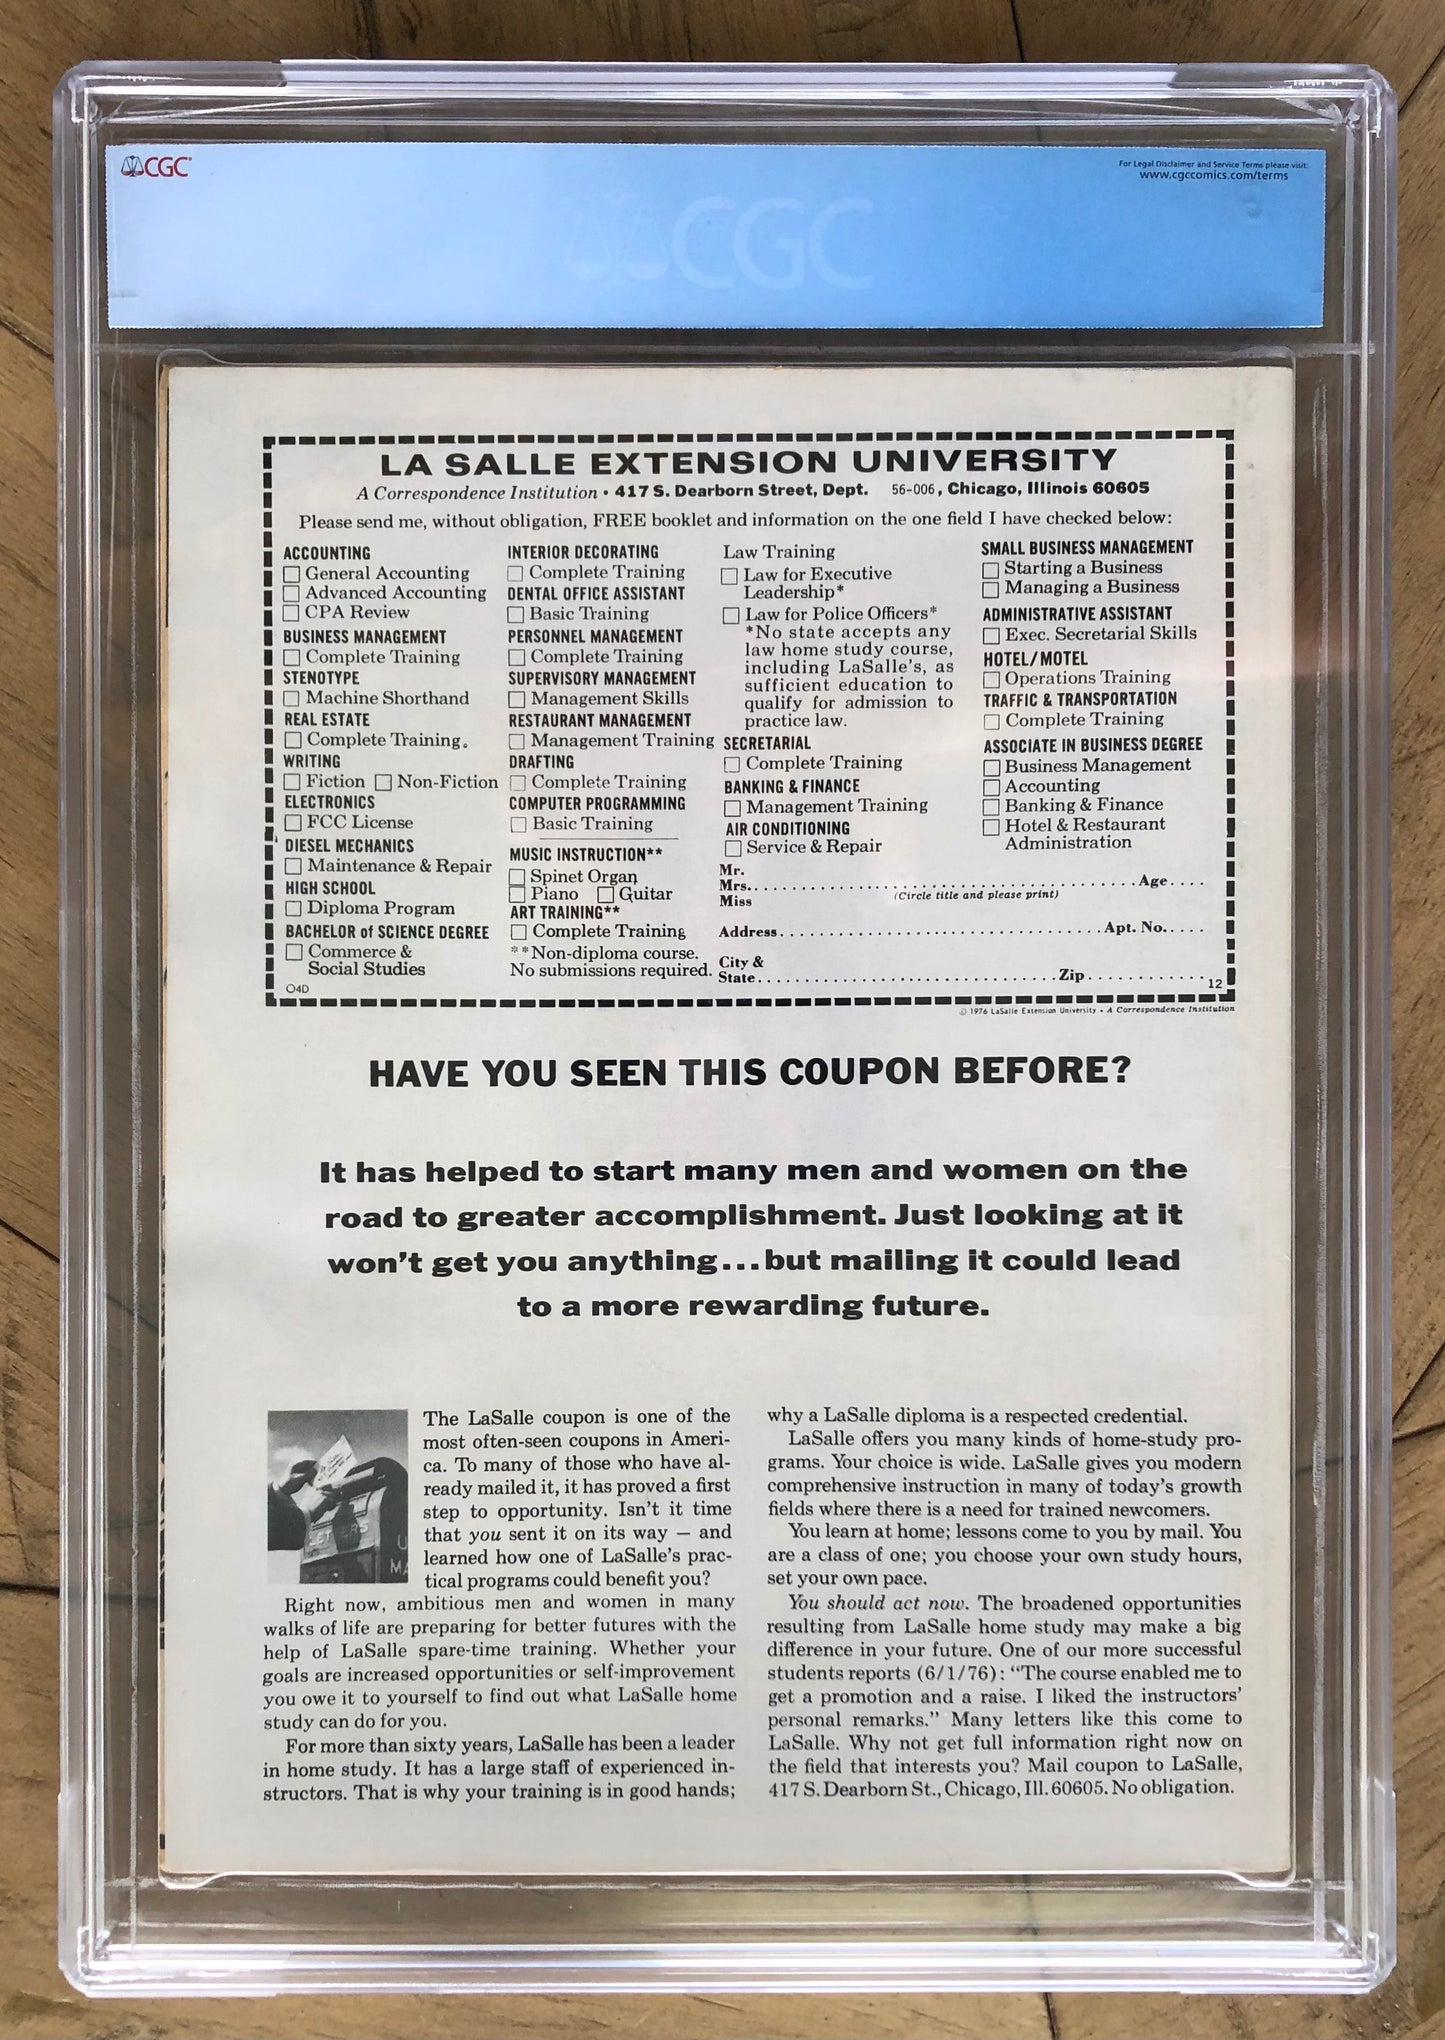 CGC
For Legal Disclaimer and Service Terms please visit:
www.cgccomics.com/terms
CGC
LA SALLE EXTENSION UNIVERSITY
A Correspondence Institution • 417 S. Dearborn Street, Dept. 56-006, Chicago, Illinois 60605
Please send me, without obligation, FREE booklet and information on the one field I have checked below:
ACCOUNTING
General Accounting
Advanced Accounting
CPA Review
BUSINESS MANAGEMENT
Complete Training
STENOTYPE
Machine Shorthand
REAL ESTATE
Complete Training.
WRITING
Fiction Non-Fiction
ELECTRONICS
FCC License
DIESEL MECHANICS
Maintenance & Repair
HIGH SCHOOL
Diploma Program
BACHELOR of SCIENCE DEGREE
Commerce &
Social Studies
O4D
INTERIOR DECORATING
Complete Training
DENTAL OFFICE ASSISTANT
Basic Training
PERSONNEL MANAGEMENT
Complete Training
SUPERVISORY MANAGEMENT
Management Skills
RESTAURANT MANAGEMENT
Management Training
DRAFTING
Complete Training
COMPUTER PROGRAMMING
Basic Training
MUSIC INSTRUCTION**
Spinet Organ
Piano Guitar
ART TRAINING**
Complete Training
**Non-diploma course.
No submissions required.
Law Training
Law for Executive
Leadership*
Law for Police Officers*
*No state accepts any
law home study course,
including LaSalle's, as
sufficient education to
qualify for admission to
practice law.
SECRETARIAL
Complete Training
BANKING & FINANCE
Management Training
AIR CONDITIONING
Service & Repair
SMALL BUSINESS MANAGEMENT
Starting a Business
Managing a Business
ADMINISTRATIVE ASSISTANT
Exec. Secretarial Skills
HOTEL/MOTEL
Operations Training
TRAFFIC & TRANSPORTATION
Complete Training
ASSOCIATE IN BUSINESS DEGREE
Business Management
Accounting
Banking & Finance
Hotel & Restaurant
Administration
Mr.
Mrs. Age
Miss (Circle title and please print)
Address Apt. No.
City &
State Zip
12
© 1976 LaSalle Extension University • A Correspondence Institution
HAVE YOU SEEN THIS COUPON BEFORE?
It has helped to start many men and women on the
road to greater accomplishment. Just looking at it
won't get you anything...but mailing it could lead
to a more rewarding future.
LETTERS
U
MA
The LaSalle coupon is one of the
most often-seen coupons in Ameri-
ca. To many of those who have al-
ready mailed it, it has proved a first
step to opportunity. Isn't it time
that you sent it on its way — and
learned how one of LaSalle's prac-
tical programs could benefit you?
Right now, ambitious men and women in many
walks of life are preparing for better futures with the
help of LaSalle spare-time training. Whether your
goals are increased opportunities or self-improvement
you owe it to yourself to find out what LaSalle home
study can do for you.
For more than sixty years, LaSalle has been a leader
in home study. It has a large staff of experienced in-
structors. That is why your training is in good hands;
why a LaSalle diploma is a respected credential.
LaSalle offers you many kinds of home-study pro-
grams. Your choice is wide. LaSalle gives you modern
comprehensive instruction in many of today's growth
fields where there is a need for trained newcomers.
You learn at home; lessons come to you by mail. You
are a class of one; you choose your own study hours,
set your own pace.
You should act now. The broadened opportunities
resulting from LaSalle home study may make a big
difference in your future. One of our more successful
students reports (6/1/76): "The course enabled me to
get a promotion and a raise. I liked the instructors'
personal remarks." Many letters like this come to
LaSalle. Why not get full information right now on
the field that interests you? Mail coupon to LaSalle,
417 S. Dearborn St., Chicago, Ill. 60605. No obligation.